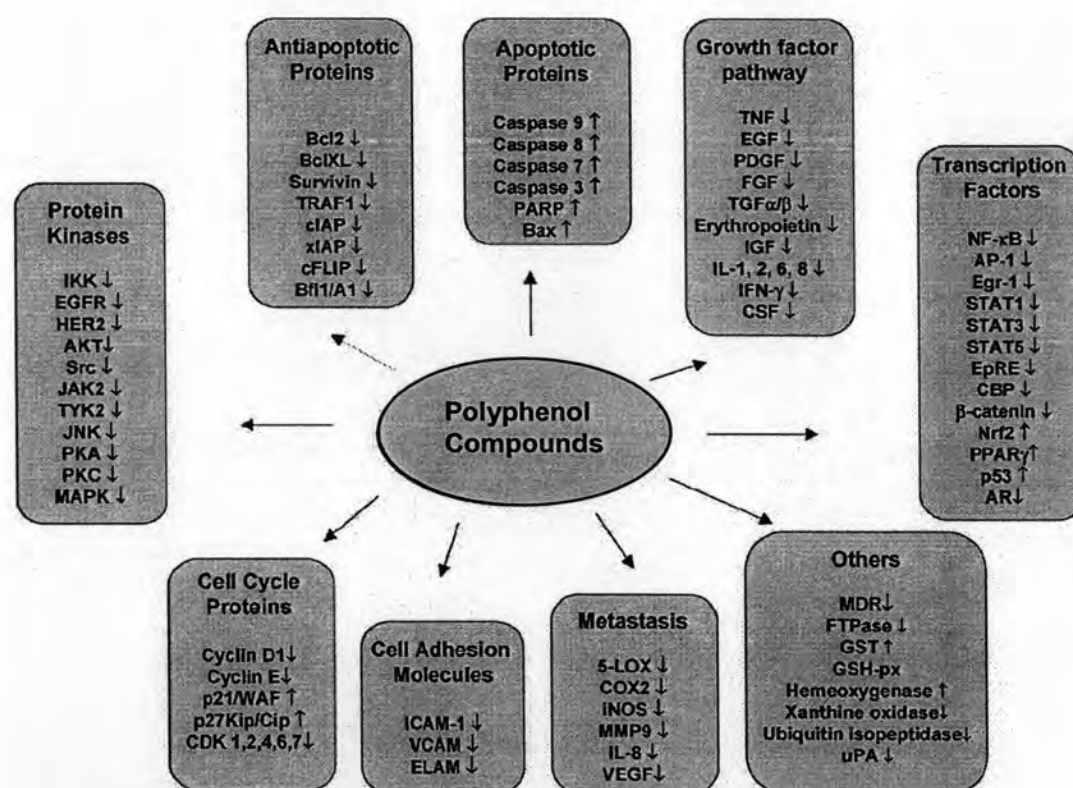 Antiapoptotic
Proteins
Bcl2 ↓
BclXL ↓
Survivin ↓
TRAF1 ↓
cIAP ↓
xIAP ↓
cFLIP ↓
Bfl1/A1 ↓
Apoptotic
Proteins
Caspase 9 ↑
Caspase 8 ↑
Caspase 7 ↑
Caspase 3 ↑
PARP ↑
Bax ↑
Growth factor
pathway
TNF ↓
EGF ↓
PDGF ↓
FGF ↓
TGFα/β ↓
Erythropoietin ↓
IGF ↓
IL-1, 2, 6, 8 ↓
IFN-γ ↓
CSF ↓
Transcription
Factors
NF-κB ↓
AP-1 ↓
Egr-1 ↓
STAT1 ↓
STAT3 ↓
STAT5 ↓
EpRE ↓
CBP ↓
β-catenin ↓
Nrf2 ↑
PPARγ↑
p53 ↑
AR↓
Protein
Kinases
IKK ↓
EGFR ↓
HER2 ↓
AKT↓
Src ↓
JAK2 ↓
TYK2 ↓
JNK ↓
PKA ↓
PKC ↓
MAPK ↓
Polyphenol
Compounds
Cell Cycle
Proteins
Cyclin D1↓
Cyclin E↓
p21/WAF ↑
p27Kip/Cip ↑
CDK 1,2,4,6,7↓
Cell Adhesion
Molecules
ICAM-1 ↓
VCAM ↓
ELAM ↓
Metastasis
5-LOX ↓
COX2 ↓
iNOS ↓
MMP9 ↓
IL-8 ↓
VEGF↓
Others
MDR↓
FTPase ↓
GST ↑
GSH-px
Hemeoxygenase ↑
Xanthine oxidase↓
Ubiquitin isopeptidase↓
uPA ↓